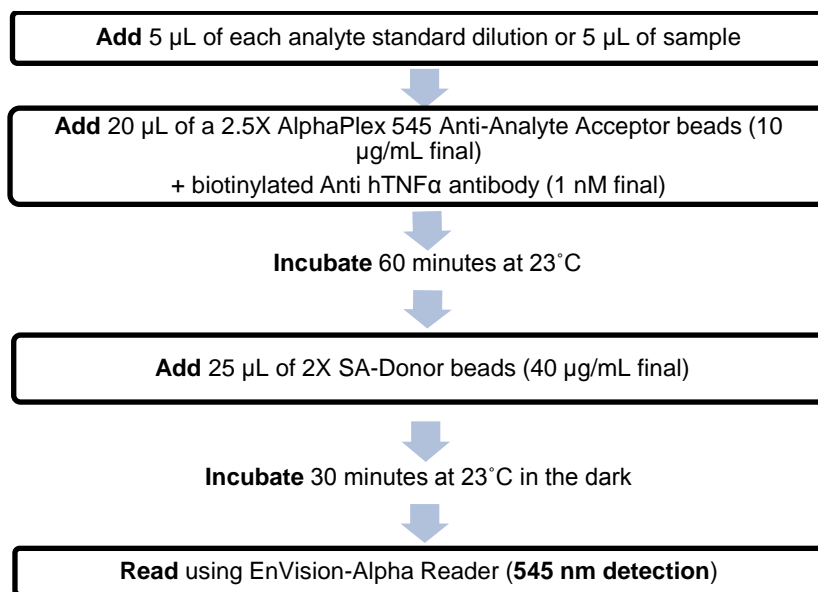 Add 5 µL of each analyte standard dilution or 5 µL of sample
Add 20 µL of a 2.5X AlphaPlex 545 Anti-Analyte Acceptor beads (10
µg/mL final)
+ biotinylated Anti hTNFα antibody (1 nM final)
Incubate 60 minutes at 23˚C
Add 25 µL of 2X SA-Donor beads (40 µg/mL final)
Incubate 30 minutes at 23˚C in the dark
Read using EnVision-Alpha Reader (545 nm detection)